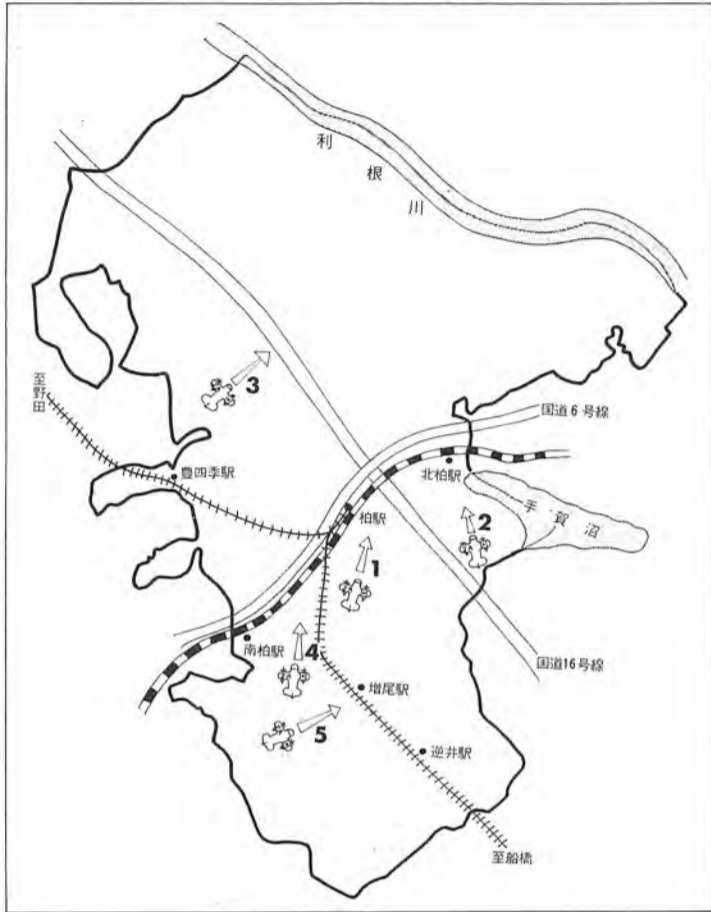 利根川
3
至野田
国道6号線
豊四季駅
北柏駅
手賀沼
柏駅
2
1
南柏駅
4
増尾駅
国道16号線
5
逆井駅
至船橋